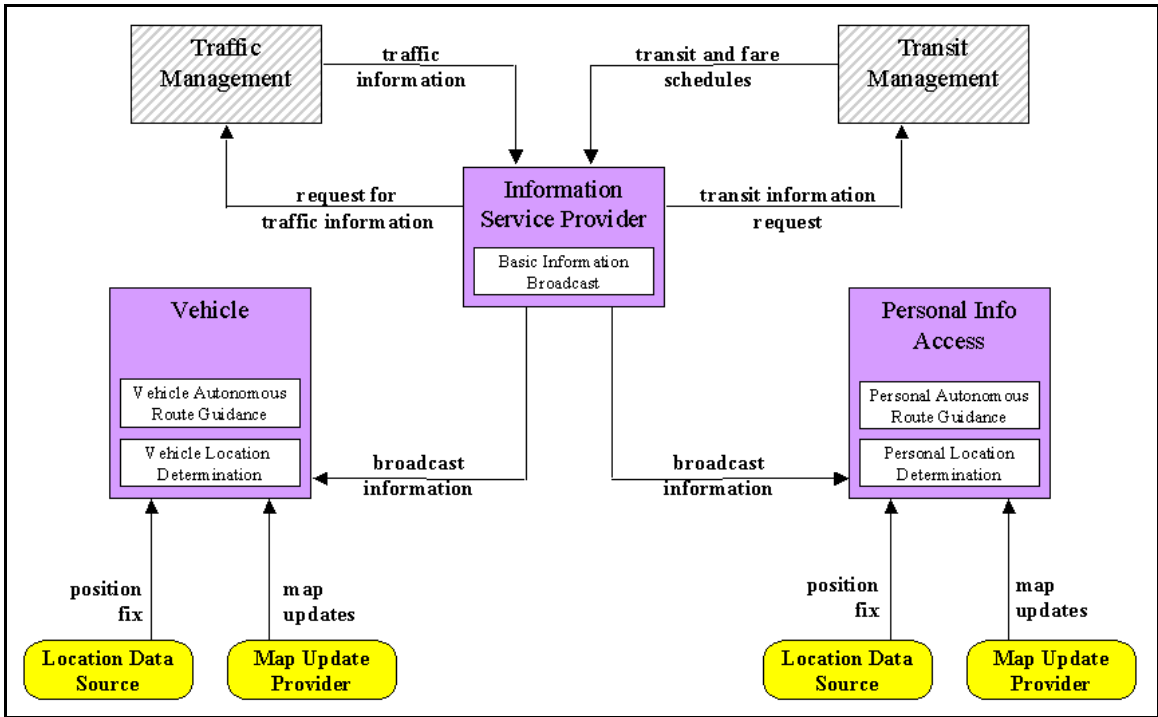 Traffic
Management
traffic
information
transit and fare
schedules
Transit
Management
request for
traffic information
Information
Service Provider
Basic Information
Broadcast
transit information
request
Vehicle
Vehicle Autonomous
Route Guidance
Vehicle Location
Determination
broadcast
information
broadcast
information
Personal Info
Access
Personal Autonomous
Route Guidance
Personal Location
Determination
position
fix
map
updates
position
fix
map
updates
Location Data
Source
Map Update
Provider
Location Data
Source
Map Update
Provider